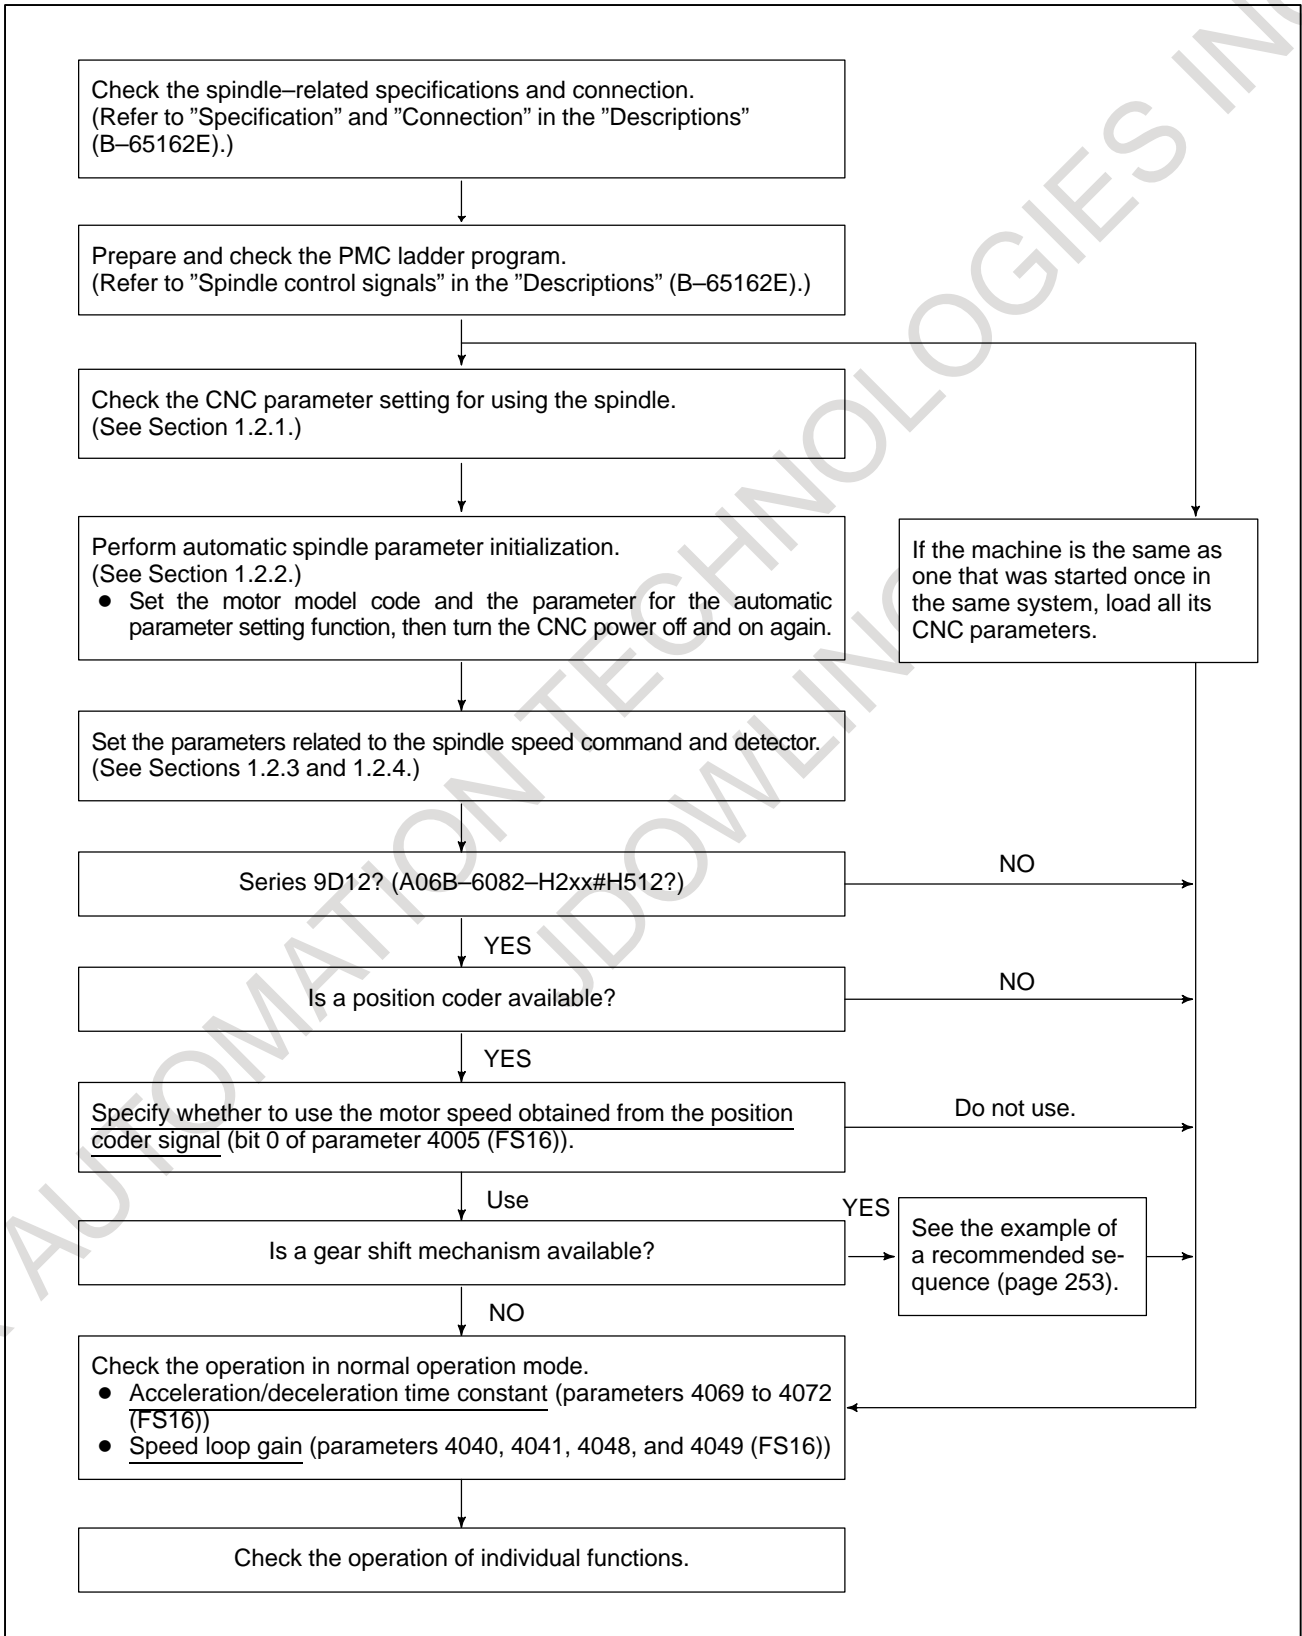 Check the spindle–related specifications and connection.
(Refer to ”Specification” and ”Connection” in the ”Descriptions”
(B–65162E).)
Prepare and check the PMC ladder program.
(Refer to ”Spindle control signals” in the ”Descriptions” (B–65162E).)
Check the CNC parameter setting for using the spindle.
(See Section 1.2.1.)
Perform automatic spindle parameter initialization.
(See Section 1.2.2.)
● Set the motor model code and the parameter for the automatic
parameter setting function, then turn the CNC power off and on again.
If the machine is the same as
one that was started once in
the same system, load all its
CNC parameters.
Set the parameters related to the spindle speed command and detector.
(See Sections 1.2.3 and 1.2.4.)
Series 9D12? (A06B–6082–H2xx#H512?)
NO
YES
Is a position coder available?
NO
YES
Specify whether to use the motor speed obtained from the position
coder signal (bit 0 of parameter 4005 (FS16)).
Do not use.
Use
Is a gear shift mechanism available?
YES
See the example of
a recommended se-
quence (page 253).
NO
Check the operation in normal operation mode.
● Acceleration/deceleration time constant (parameters 4069 to 4072
(FS16))
● Speed loop gain (parameters 4040, 4041, 4048, and 4049 (FS16))
Check the operation of individual functions.
AUTOMATION TECHNOLOGIES INC
JDOWLING